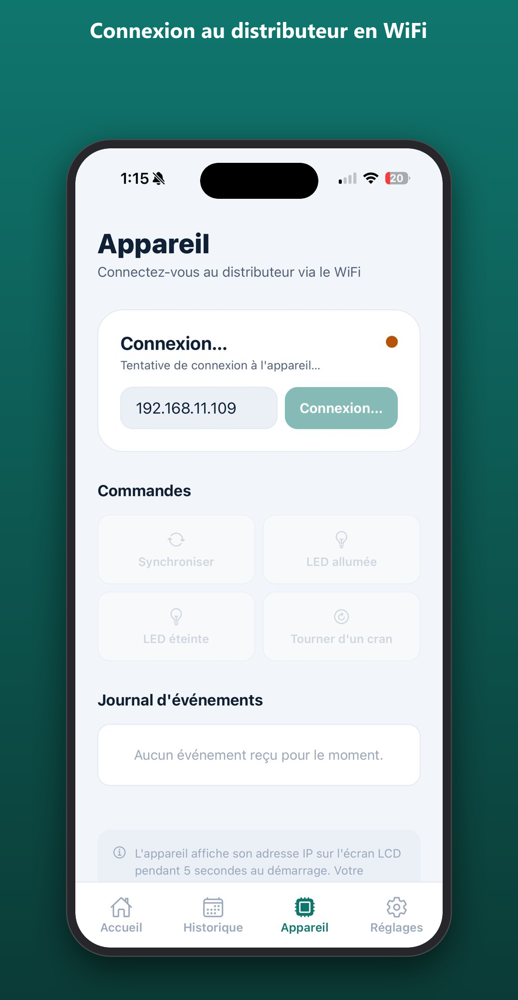 Connexion au distributeur en WiFi
1:15
20
Appareil
Connectez-vous au distributeur via le WiFi
Connexion...
Tentative de connexion à l'appareil...
192.168.11.109
Connexion...
Commandes
Synchroniser
LED allumée
LED éteinte
Tourner d'un cran
Journal d'événements
Aucun événement reçu pour le moment.
L'appareil affiche son adresse IP sur l'écran LCD
pendant 5 secondes au démarrage. Votre
Accueil
Historique
Appareil
Réglages